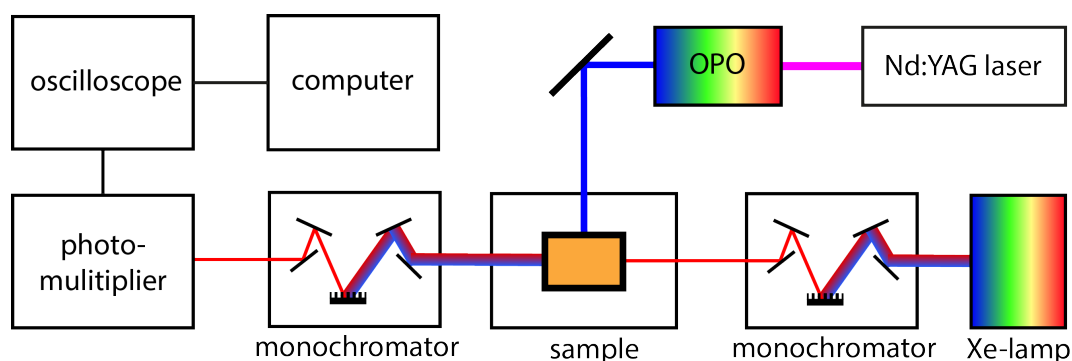 oscilloscope
computer
OPO
Nd:YAG laser
photo-
mulitiplier
monochromator
sample
monochromator
Xe-lamp